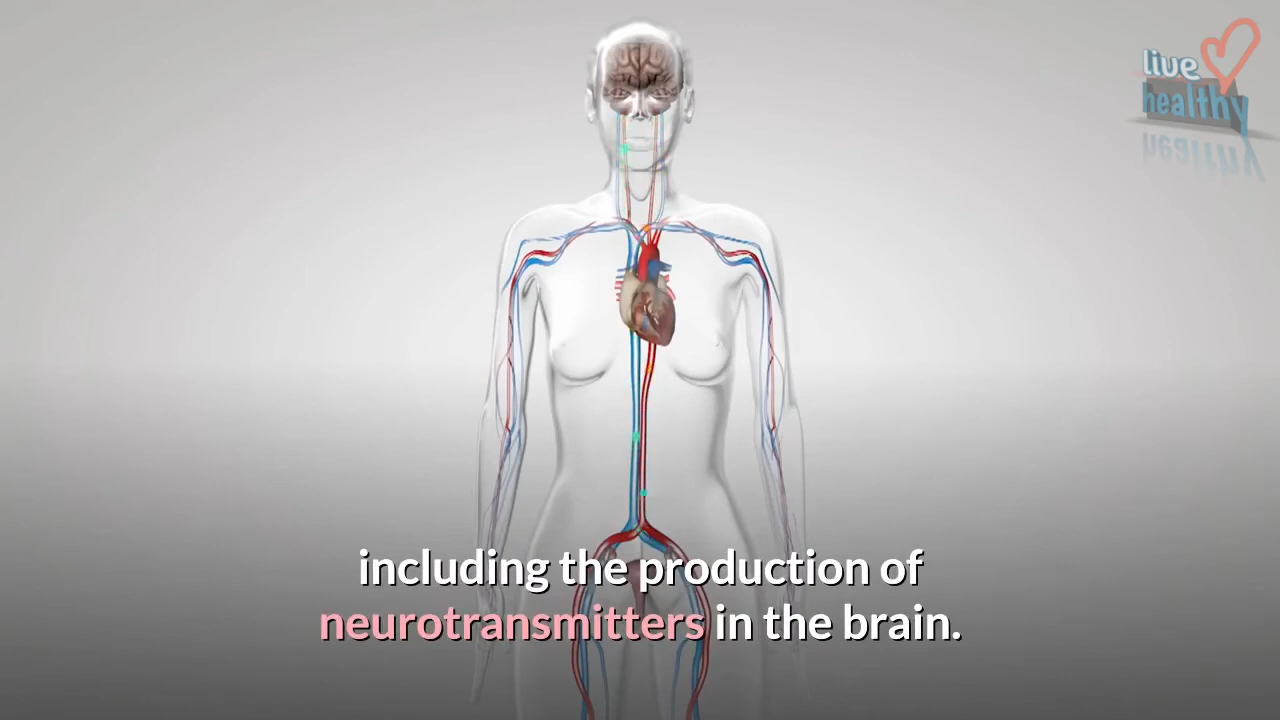 live
healthy
including the production of
neurotransmitters in the brain.